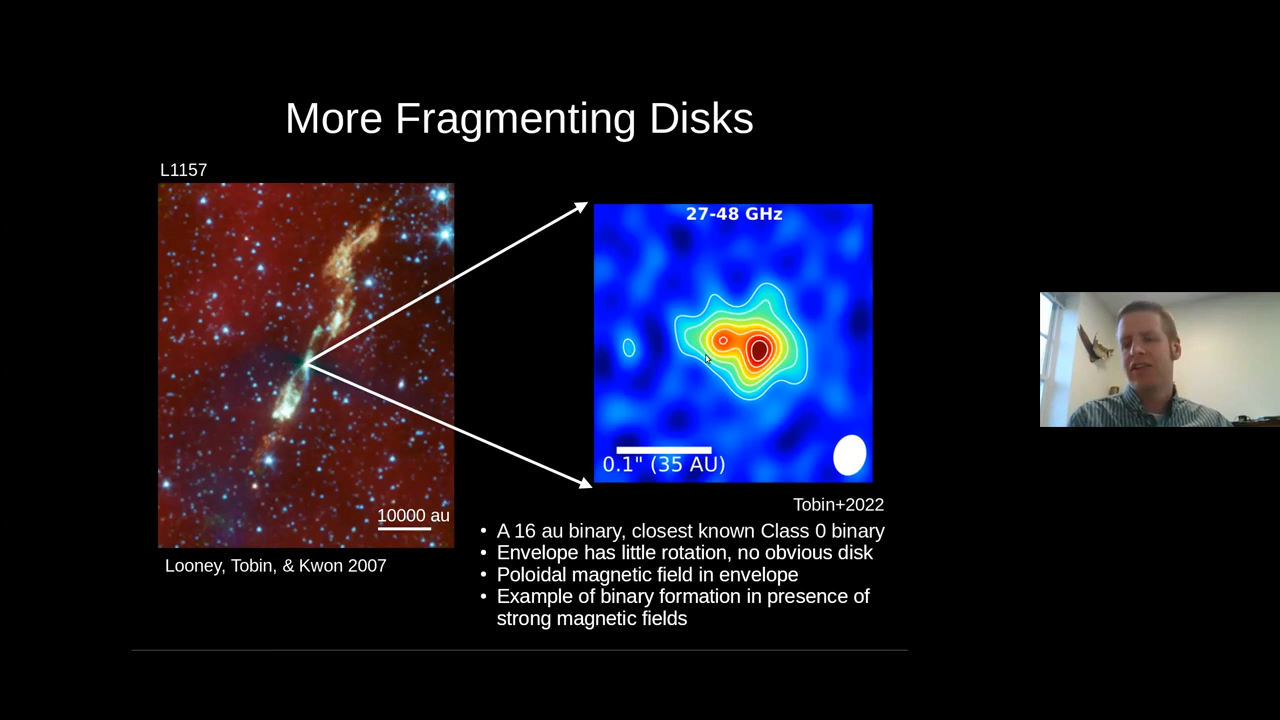 More Fragmenting Disks
L1157
27-48 GHz
0.1" (35 AU)
10000 au
Tobin+2022
Looney, Tobin, & Kwon 2007
• A 16 au binary, closest known Class 0 binary
• Envelope has little rotation, no obvious disk
• Poloidal magnetic field in envelope
• Example of binary formation in presence of
strong magnetic fields